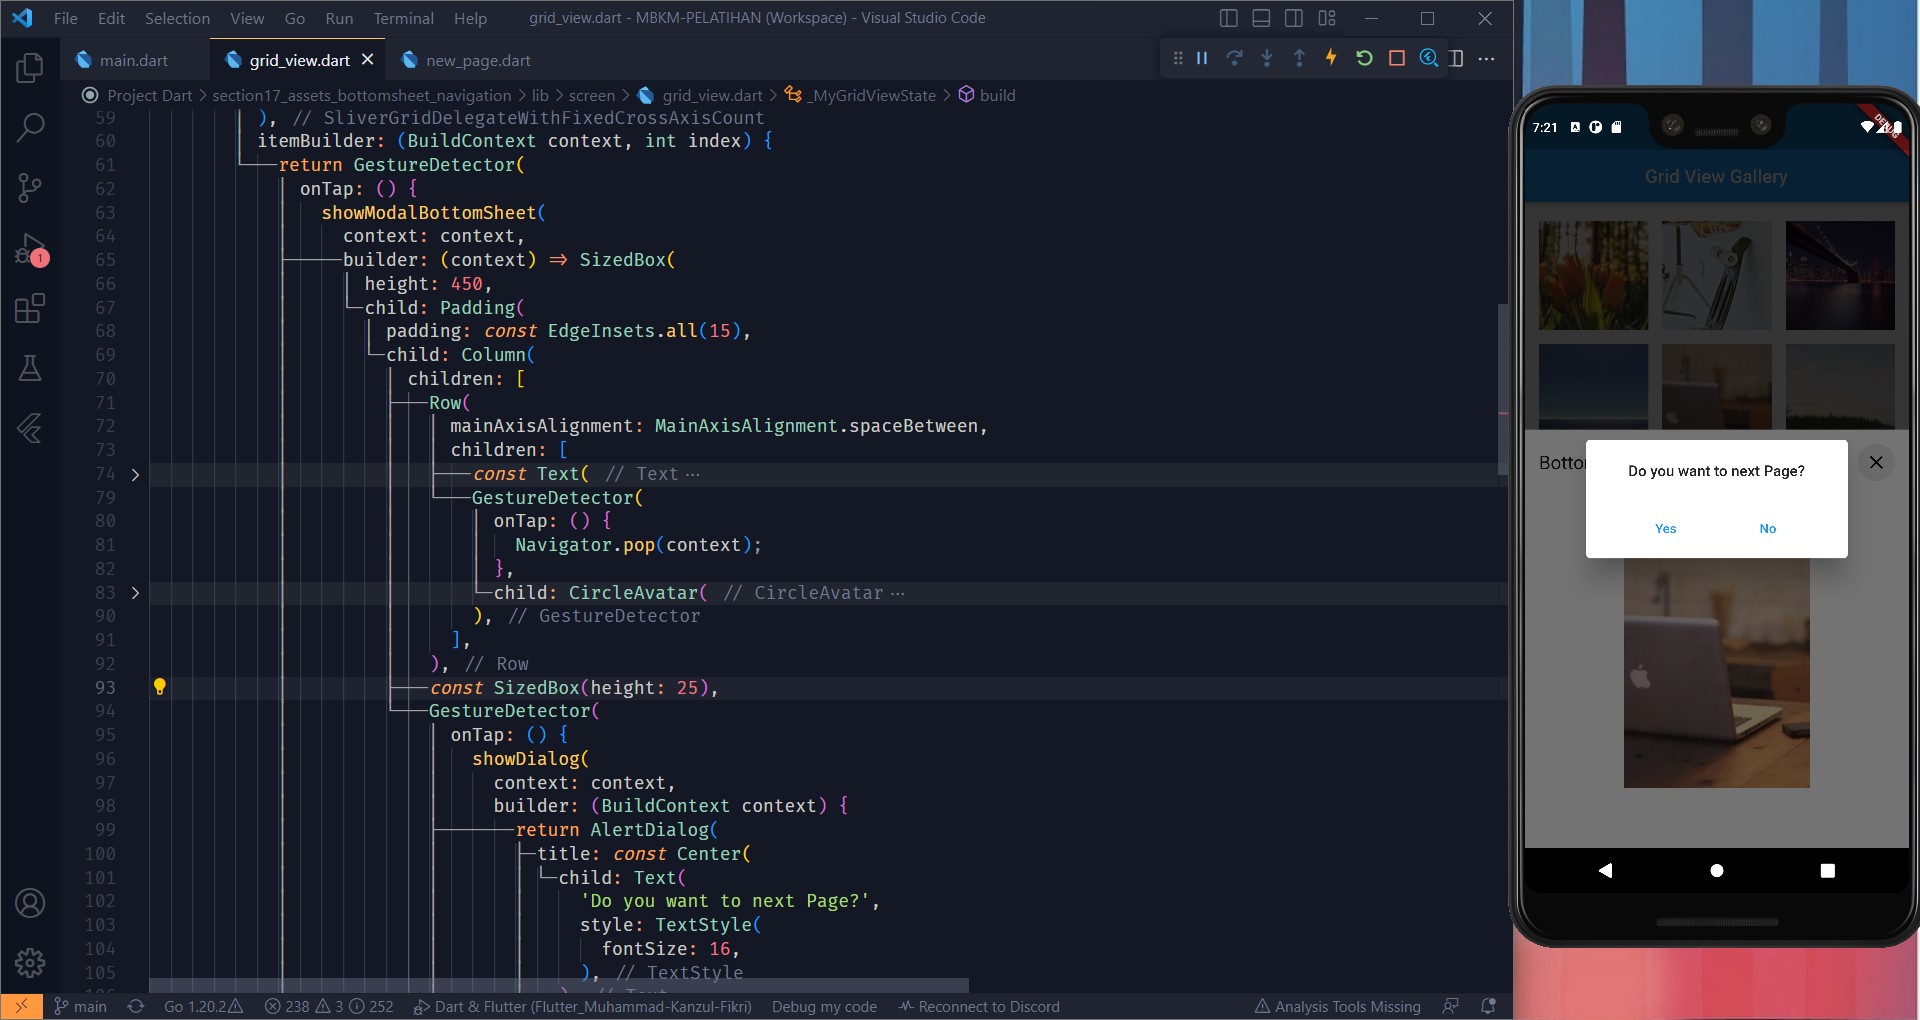 File Edit Selection View Go Run Terminal Help grid_view.dart - MBKM-PELATIHAN (Workspace) - Visual Studio Code
main.dart grid_view.dart new_page.dart
Project Dart > section17_assets_bottomsheet_navigation > lib > screen > grid_view.dart > _MyGridViewState > build
59 ), // SliverGridDelegateWithFixedCrossAxisCount
60 itemBuilder: (BuildContext context, int index) {
61 return GestureDetector(
62 onTap: () {
63 showModalBottomSheet(
64 context: context,
65 builder: (context) => SizedBox(
66 height: 450,
67 child: Padding(
68 padding: const EdgeInsets.all(15),
69 child: Column(
70 children: [
71 Row(
72 mainAxisAlignment: MainAxisAlignment.spaceBetween,
73 children: [
74 const Text( // Text ···
79 GestureDetector(
80 onTap: () {
81 Navigator.pop(context);
82 },
83 child: CircleAvatar( // CircleAvatar ···
90 ), // GestureDetector
91 ],
92 ), // Row
93 const SizedBox(height: 25),
94 GestureDetector(
95 onTap: () {
96 showDialog(
97 context: context,
98 builder: (BuildContext context) {
99 return AlertDialog(
100 title: const Center(
101 child: Text(
102 'Do you want to next Page?',
103 style: TextStyle(
104 fontSize: 16,
105 ), // TextStyle
1
main Go 1.20.2 238 3 252 Dart & Flutter (Flutter_Muhammad-Kanzul-Fikri) Debug my code Reconnect to Discord Analysis Tools Missing
7:21
DEBUG
Grid View Gallery
Botto
Do you want to next Page?
Yes No